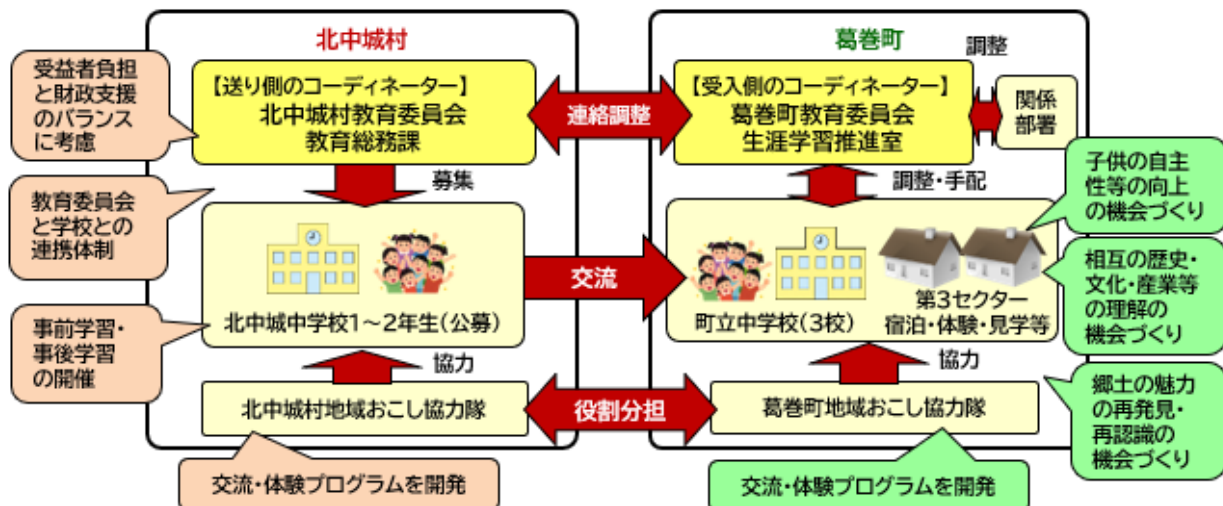 北中城村
葛巻町
受益者負担
と財政支援
のバランス
に考慮
【送り側のコーディネーター】
北中城村教育委員会
教育総務課
連絡調整
【受入側のコーディネーター】
葛巻町教育委員会
生涯学習推進室
調整
関係
部署
募集
調整・手配
教育委員会
と学校との
連携体制
子供の自主
性等の向上
の機会づくり
北中城中学校1～2年生(公募)
交流
町立中学校(3校)
第3セクター
宿泊・体験・見学等
相互の歴史・
文化・産業等
の理解の
機会づくり
事前学習・
事後学習
の開催
協力
協力
北中城村地域おこし協力隊
役割分担
葛巻町地域おこし協力隊
郷土の魅力
の再発見・
再認識の
機会づくり
交流・体験プログラムを開発
交流・体験プログラムを開発